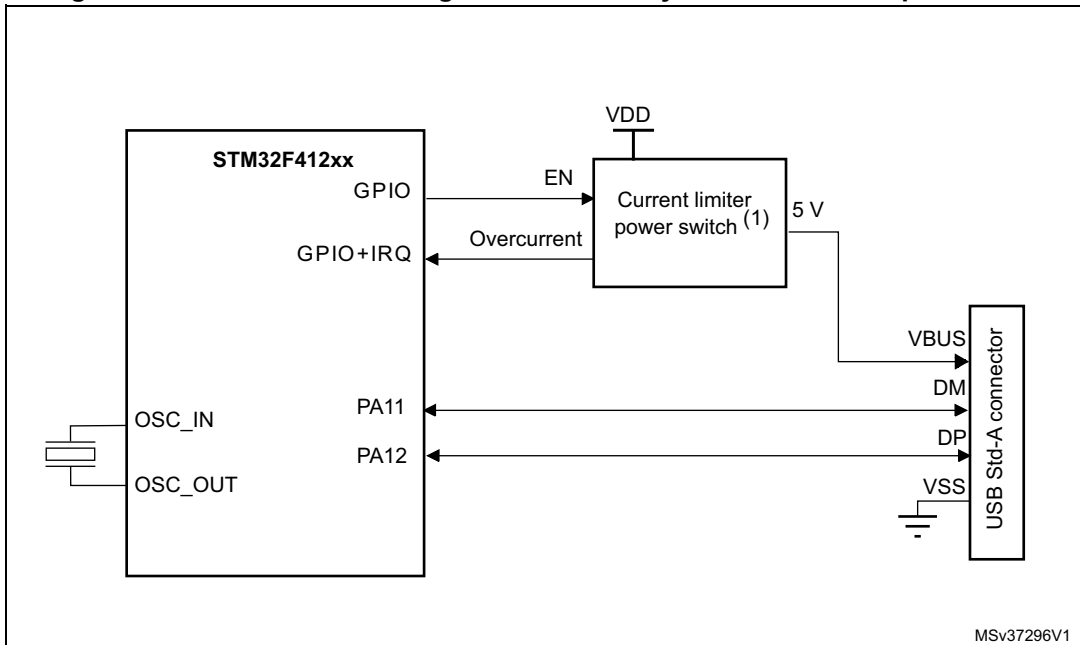 VDD
STM32F412xx
GPIO
EN
Current limiter
power switch (1)
5 V
GPIO+IRQ
Overcurrent
VBUS
DM
DP
VSS
USB Std-A connector
PA11
PA12
OSC_IN
OSC_OUT
MSv37296V1